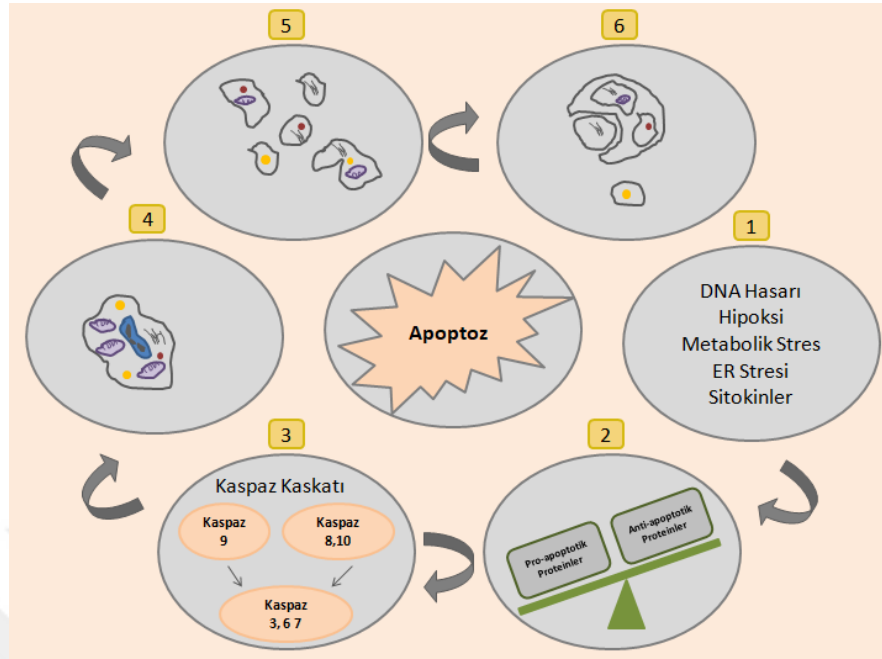 5
6
4
1
DNA Hasarı
Hipoksi
Metabolik Stres
ER Stresi
Sitokinler
Apoptoz
3
Kaspaz Kaskatı
Kaspaz
9
Kaspaz
8,10
Kaspaz
3, 6 7
2
Pro-apoptotik
Proteinler
Anti-apoptotik
Proteinler